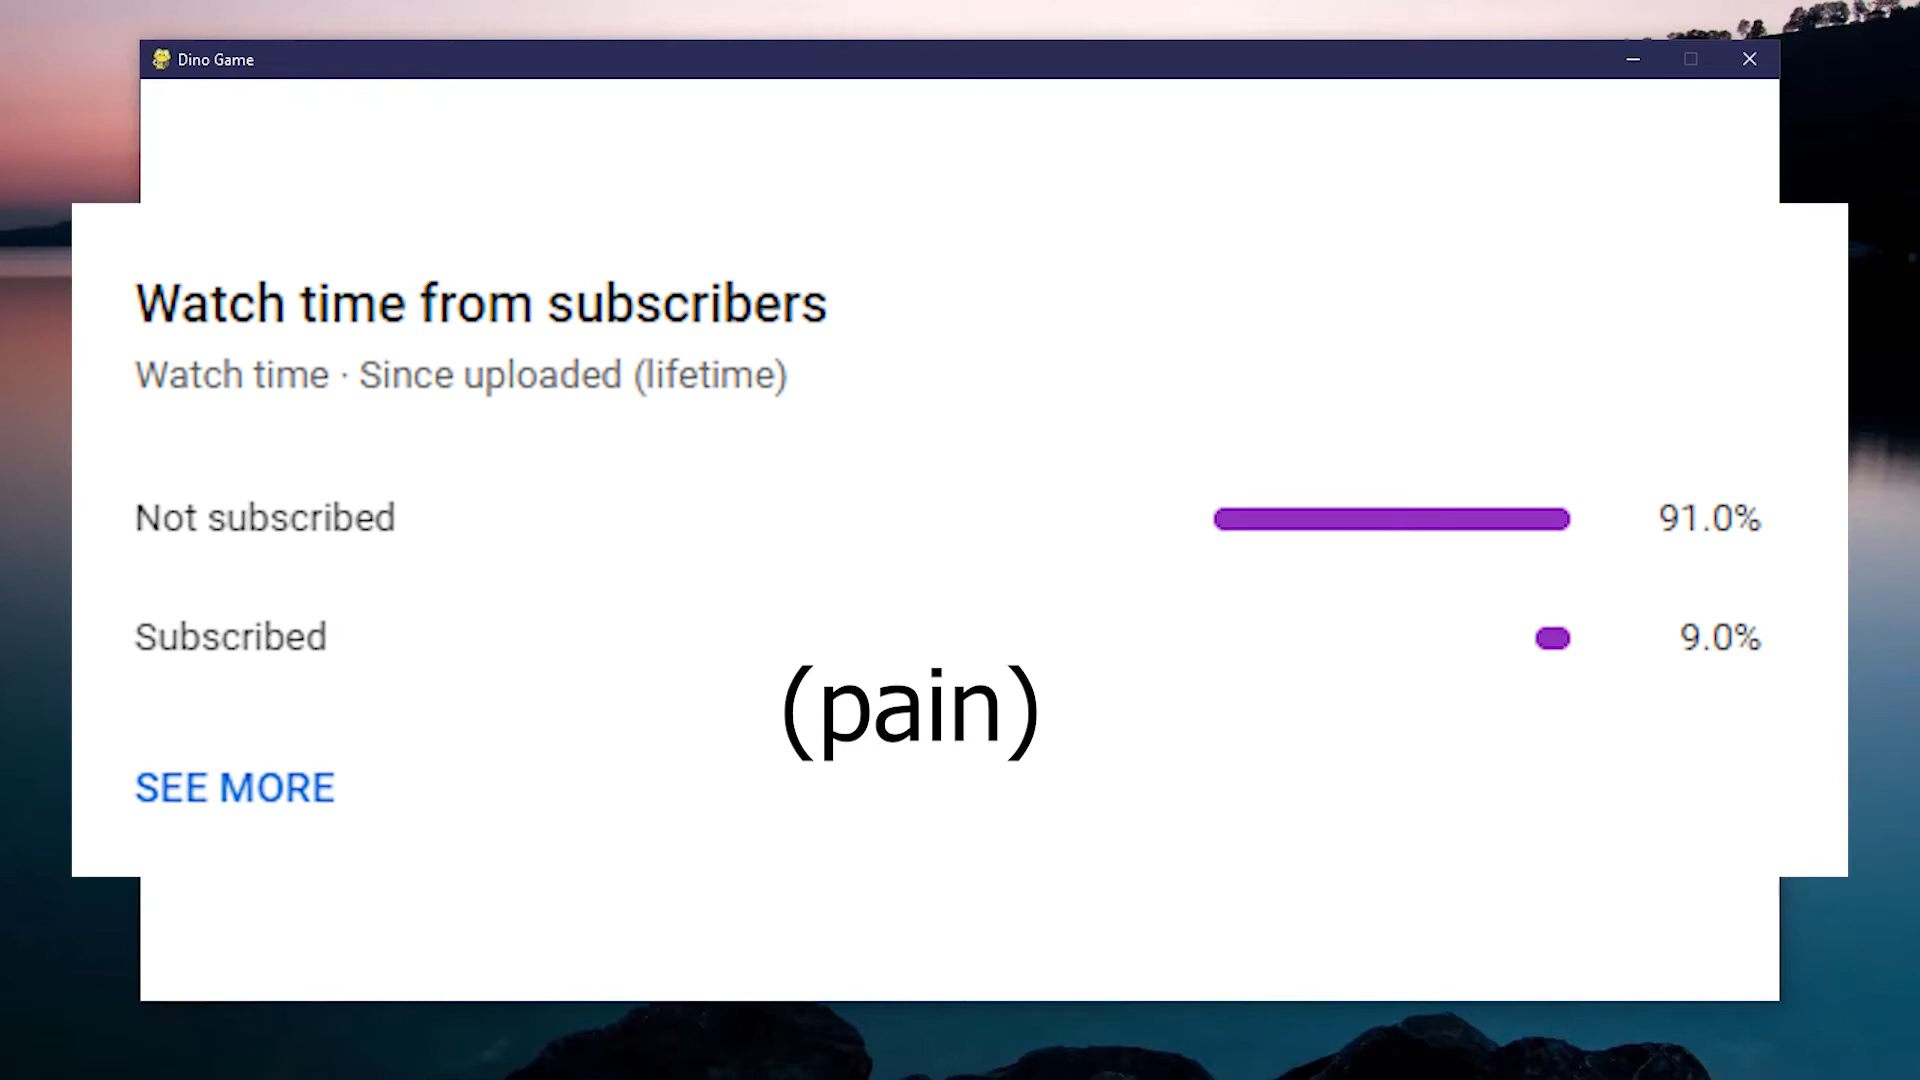 Dino Game
Watch time from subscribers
Watch time · Since uploaded (lifetime)
Not subscribed 91.0%
Subscribed 9.0%
(pain)
SEE MORE